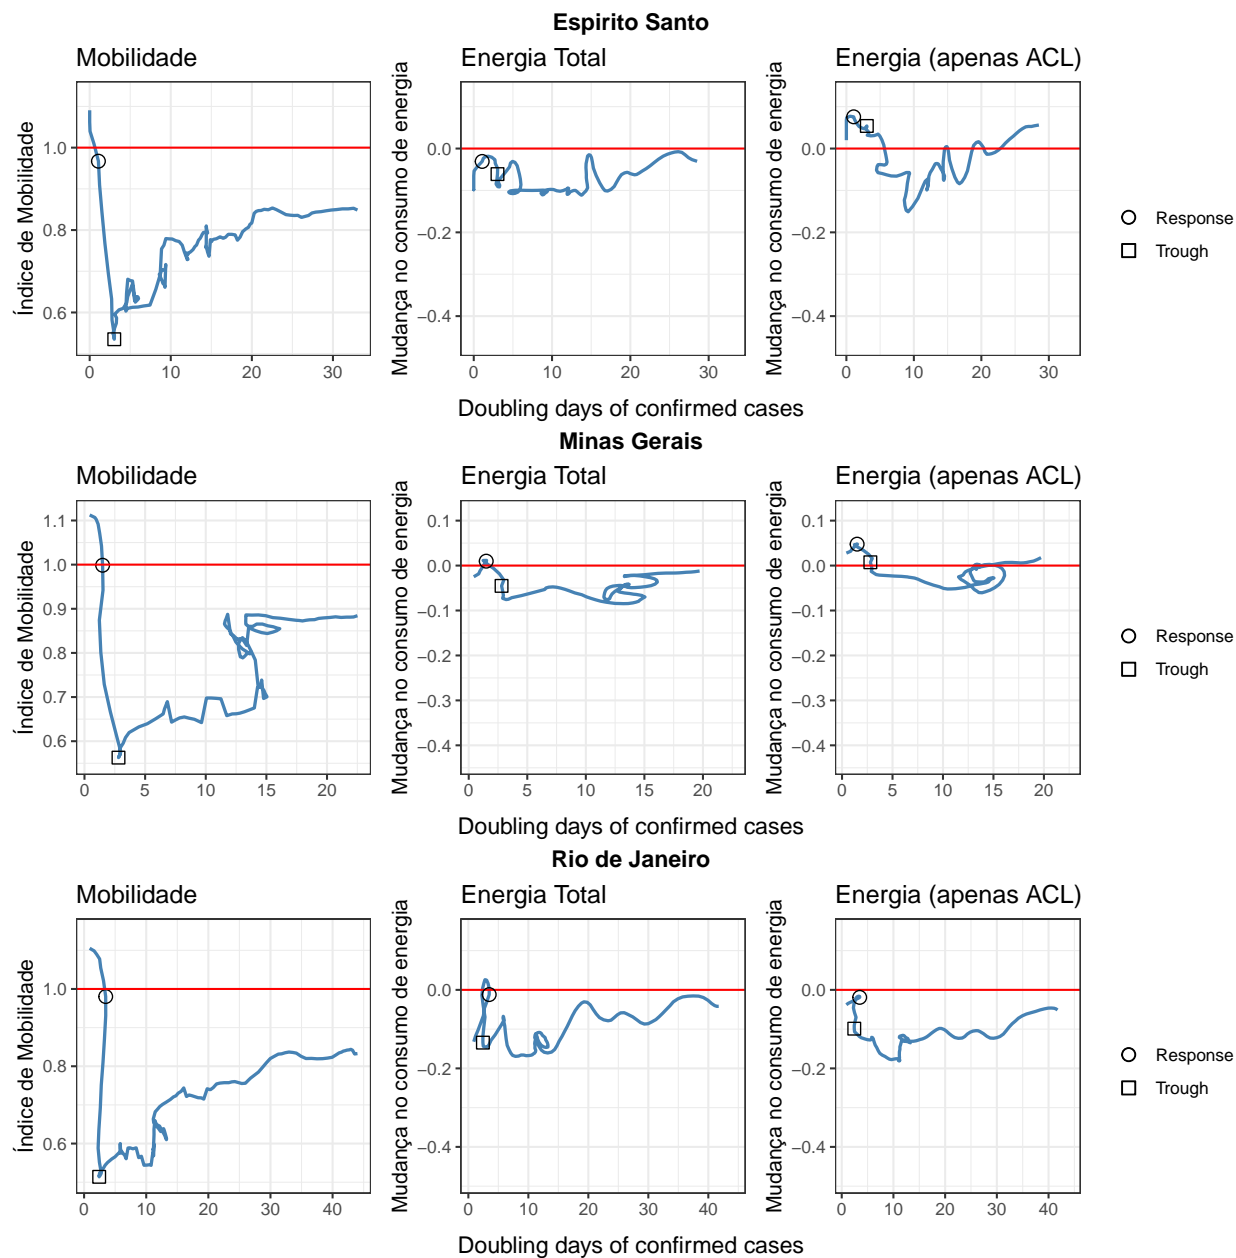 Espirito Santo
Mobilidade
Energia Total
Energia (apenas ACL)
Índice de Mobilidade
1.0
0.8
0.6
0 10 20 30
Mudança no consumo de energia
0.0
−0.2
−0.4
0 10 20 30
Mudança no consumo de energia
0.0
−0.2
−0.4
0 10 20 30
Response
Trough
Doubling days of confirmed cases
Minas Gerais
Mobilidade
Energia Total
Energia (apenas ACL)
Índice de Mobilidade
1.1
1.0
0.9
0.8
0.7
0.6
0 5 10 15 20
Mudança no consumo de energia
0.1
0.0
−0.1
−0.2
−0.3
−0.4
0 5 10 15 20
Mudança no consumo de energia
0.1
0.0
−0.1
−0.2
−0.3
−0.4
0 5 10 15 20
Response
Trough
Doubling days of confirmed cases
Rio de Janeiro
Mobilidade
Energia Total
Energia (apenas ACL)
Índice de Mobilidade
1.0
0.8
0.6
0 10 20 30 40
Mudança no consumo de energia
0.0
−0.2
−0.4
0 10 20 30 40
Mudança no consumo de energia
0.0
−0.2
−0.4
0 10 20 30 40
Response
Trough
Doubling days of confirmed cases